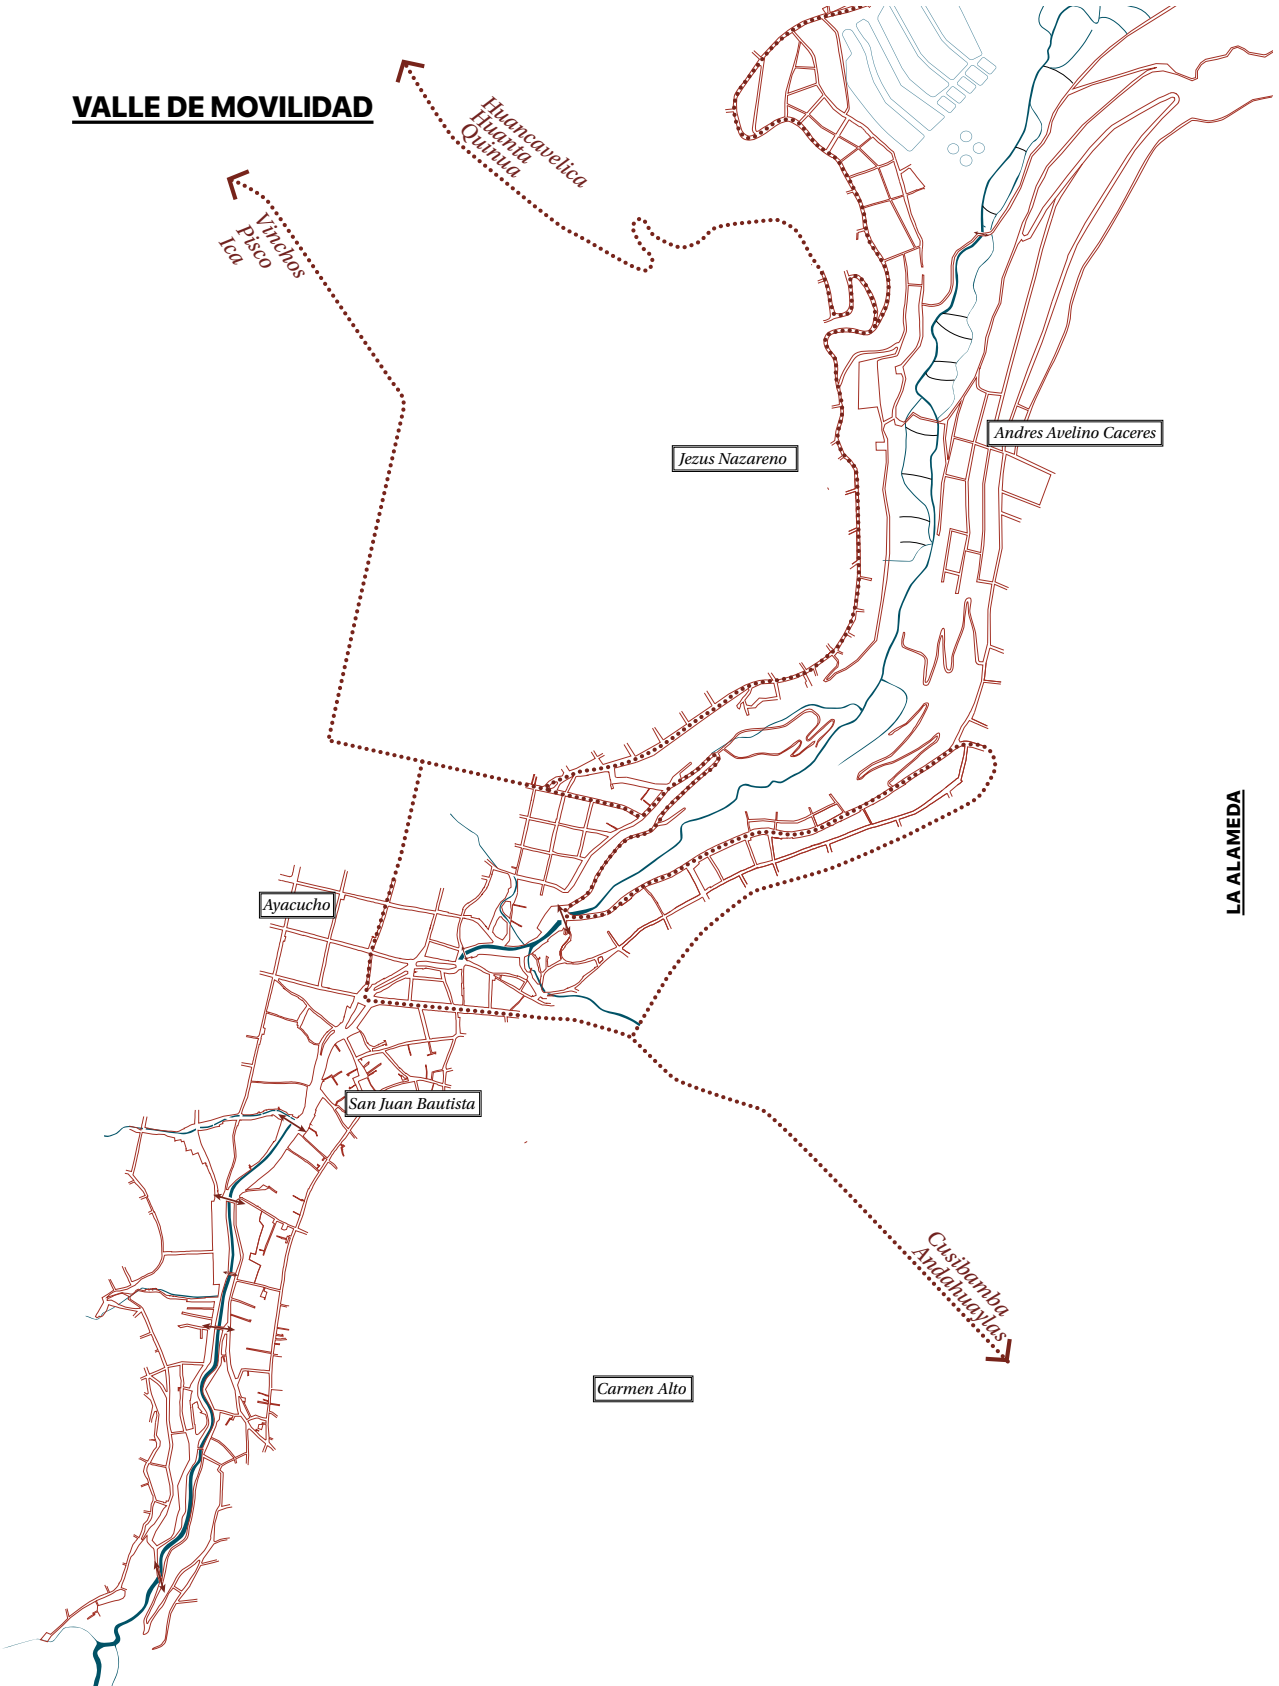 VALLE DE MOVILIDAD
Huancavelica
Huanta
Quinua
Vinchos
Pisco
Ica
Jezus Nazareno
Andres Avelino Caceres
LA ALAMEDA
Ayacucho
San Juan Bautista
Cusibamba
Andahuaylas
Carmen Alto